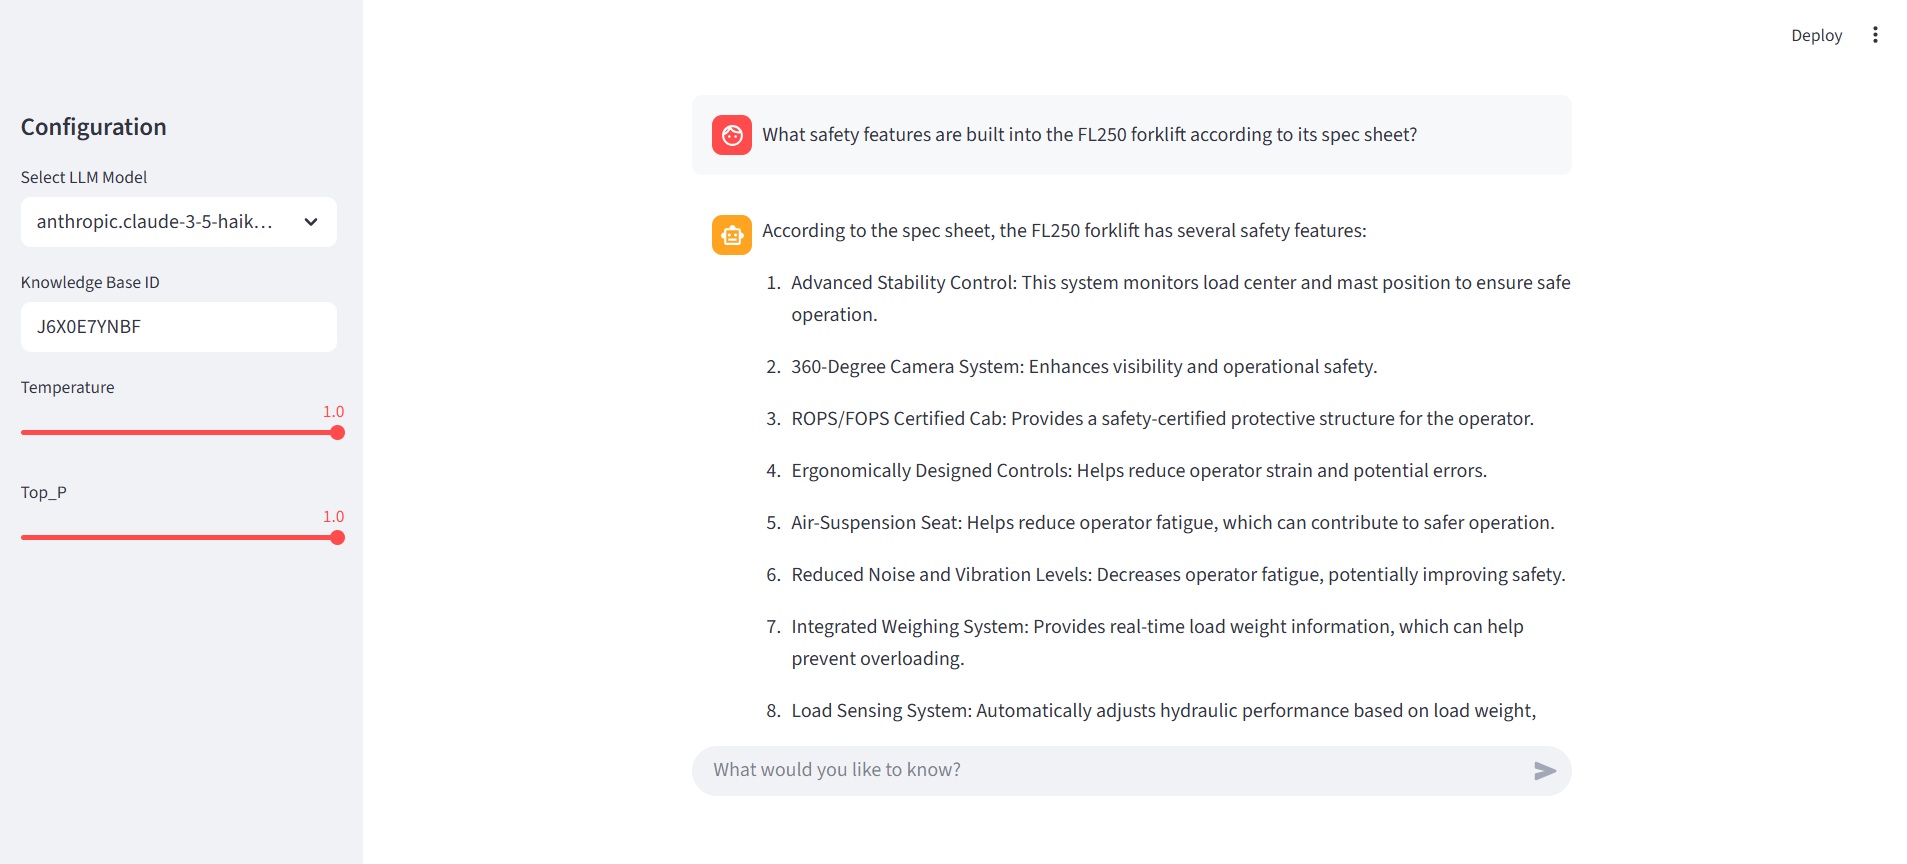 Deploy
Configuration
Select LLM Model
anthropic.claude-3-5-haik...
Knowledge Base ID
J6X0E7YNBF
Temperature
1.0
Top_P
1.0
What safety features are built into the FL250 forklift according to its spec sheet?
According to the spec sheet, the FL250 forklift has several safety features:
1. Advanced Stability Control: This system monitors load center and mast position to ensure safe
operation.
2. 360-Degree Camera System: Enhances visibility and operational safety.
3. ROPS/FOPS Certified Cab: Provides a safety-certified protective structure for the operator.
4. Ergonomically Designed Controls: Helps reduce operator strain and potential errors.
5. Air-Suspension Seat: Helps reduce operator fatigue, which can contribute to safer operation.
6. Reduced Noise and Vibration Levels: Decreases operator fatigue, potentially improving safety.
7. Integrated Weighing System: Provides real-time load weight information, which can help
prevent overloading.
8. Load Sensing System: Automatically adjusts hydraulic performance based on load weight,
What would you like to know?